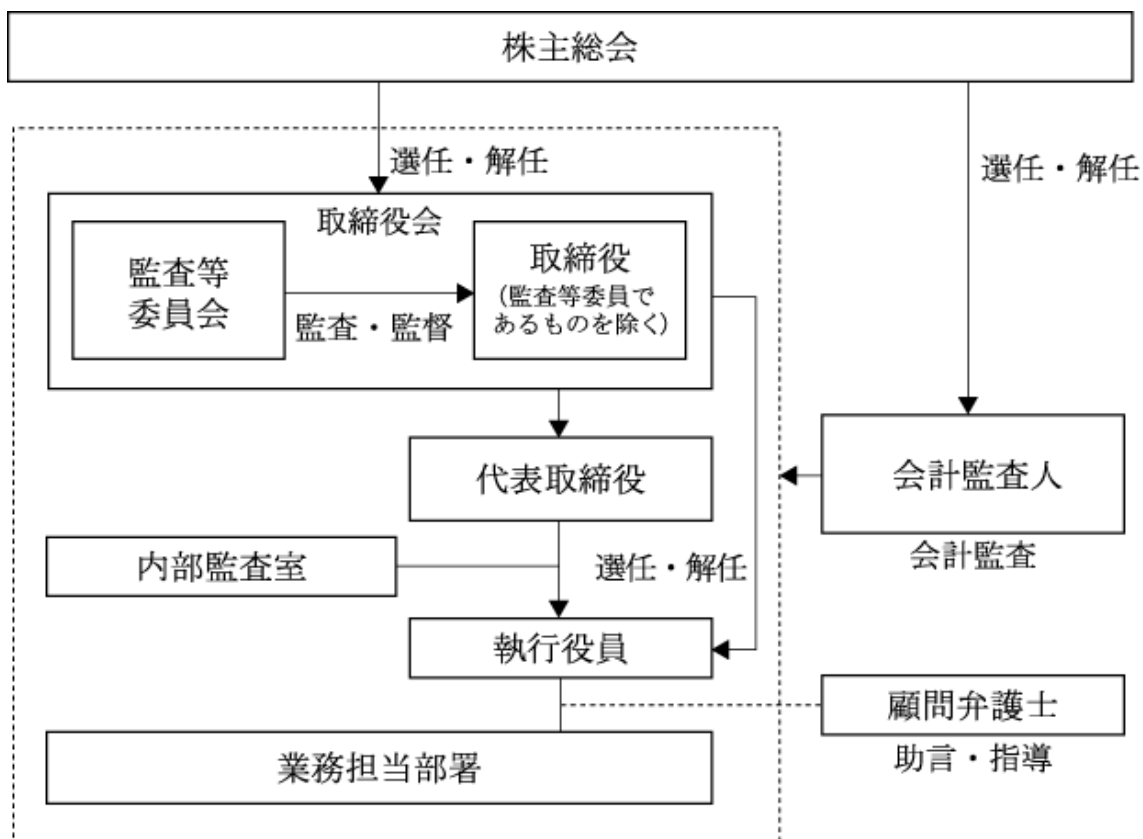 株主総会
選任・解任
選任・解任
取締役会
監査等
委員会
監査・監督
取締役
(監査等委員で
あるものを除く)
代表取締役
会計監査人
会計監査
内部監査室
選任・解任
執行役員
顧問弁護士
助言・指導
業務担当部署